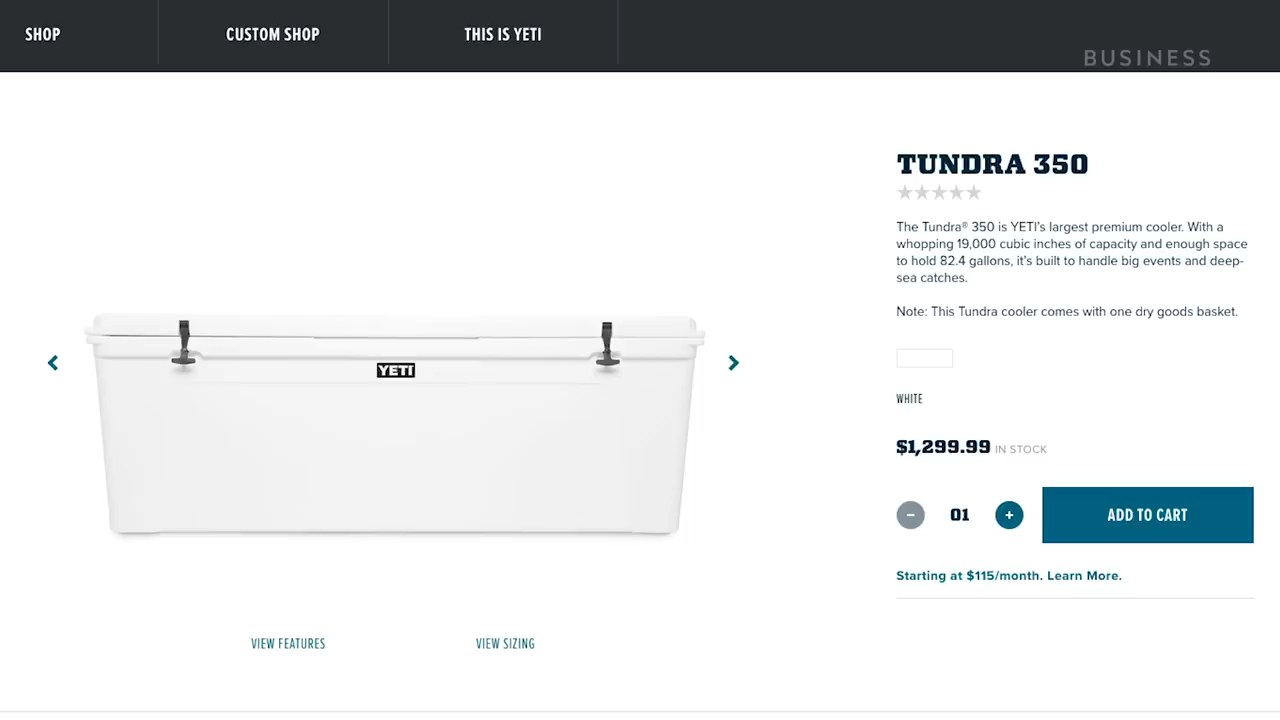 SHOP
CUSTOM SHOP
THIS IS YETI
BUSINESS
TUNDRA 350
The Tundra® 350 is YETI's largest premium cooler. With a
whopping 19,000 cubic inches of capacity and enough space
to hold 82.4 gallons, it's built to handle big events and deep-
sea catches.
Note: This Tundra cooler comes with one dry goods basket.
YETI
WHITE
$1,299.99 IN STOCK
− 01 + ADD TO CART
Starting at $115/month. Learn More.
VIEW FEATURES
VIEW SIZING